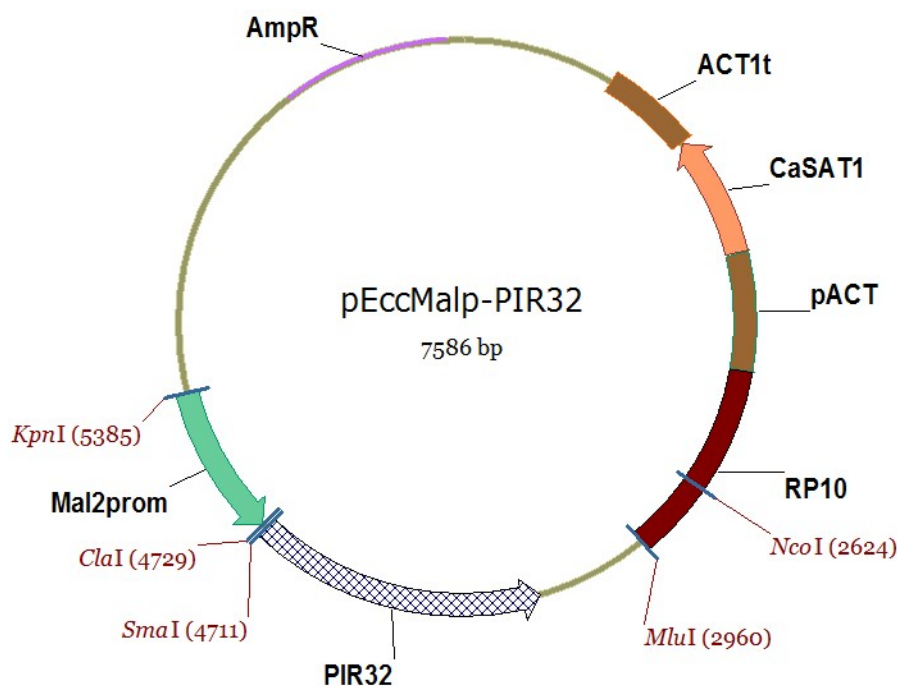 AmpR
ACT1t
CaSAT1
pEccMalp-PIR32
pACT
7586 bp
KpnI (5385)
RP10
Mal2prom
NcoI (2624)
ClaI (4729)
SmaI (4711)
MluI (2960)
PIR32